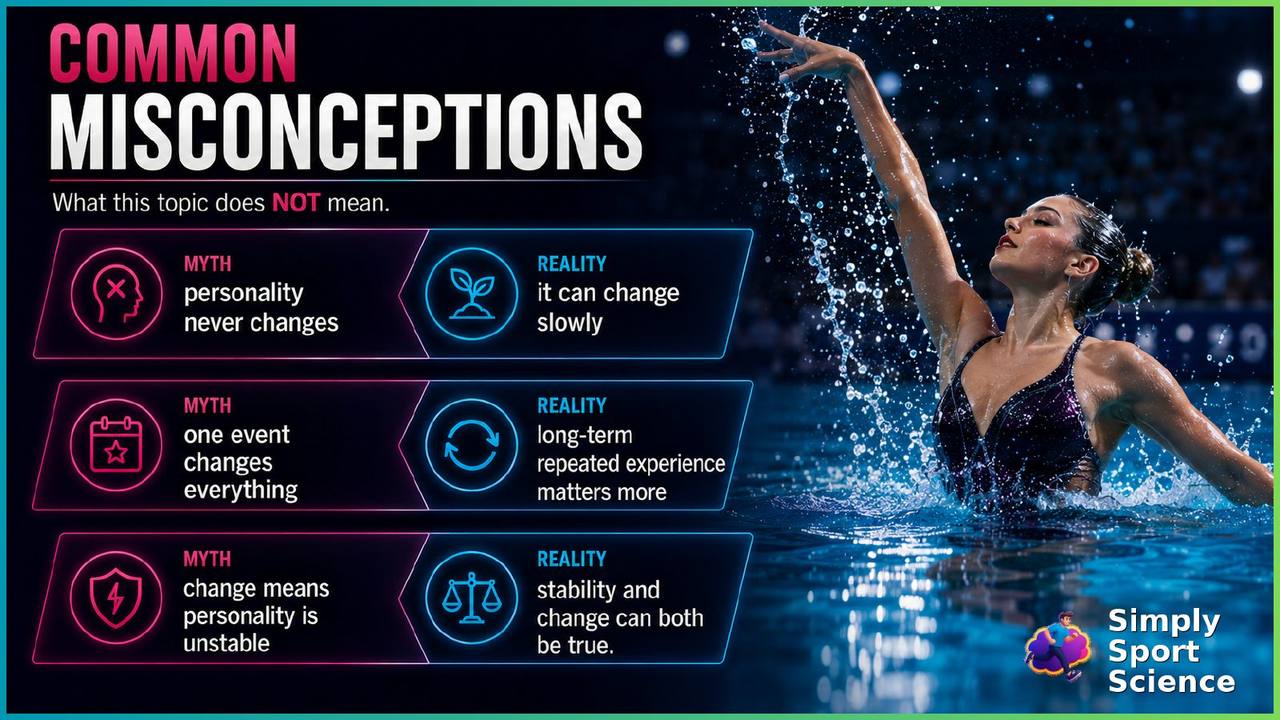 COMMON
MISCONCEPTIONS
What this topic does NOT mean.
MYTH
personality
never changes
REALITY
it can change
slowly
MYTH
one event
changes
everything
REALITY
long-term
repeated experience
matters more
MYTH
change means
personality is
unstable
REALITY
stability and
change can both
be true.
Simply
Sport
Science